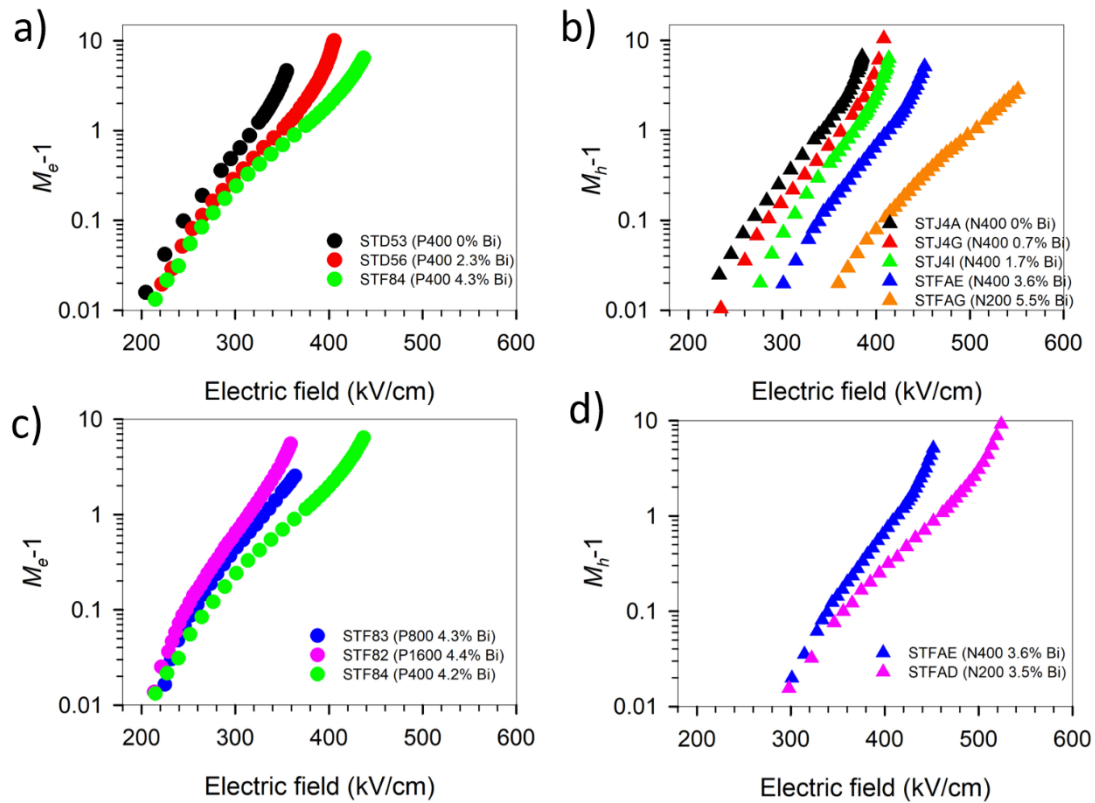 a)
10
1
0.1
0.01
M_e-1
STD53 (P400 0% Bi)
STD56 (P400 2.3% Bi)
STF84 (P400 4.3% Bi)
200 300 400 500 600
Electric field (kV/cm)
b)
10
1
0.1
0.01
M_h-1
STJ4A (N400 0% Bi)
STJ4G (N400 0.7% Bi)
STJ4I (N400 1.7% Bi)
STFAE (N400 3.6% Bi)
STFAG (N200 5.5% Bi)
200 300 400 500 600
Electric field (kV/cm)
c)
10
1
0.1
0.01
M_e-1
STF83 (P800 4.3% Bi)
STF82 (P1600 4.4% Bi)
STF84 (P400 4.2% Bi)
200 300 400 500 600
Electric field (kV/cm)
d)
10
1
0.1
0.01
M_h-1
STFAE (N400 3.6% Bi)
STFAD (N200 3.5% Bi)
200 300 400 500 600
Electric field (kV/cm)